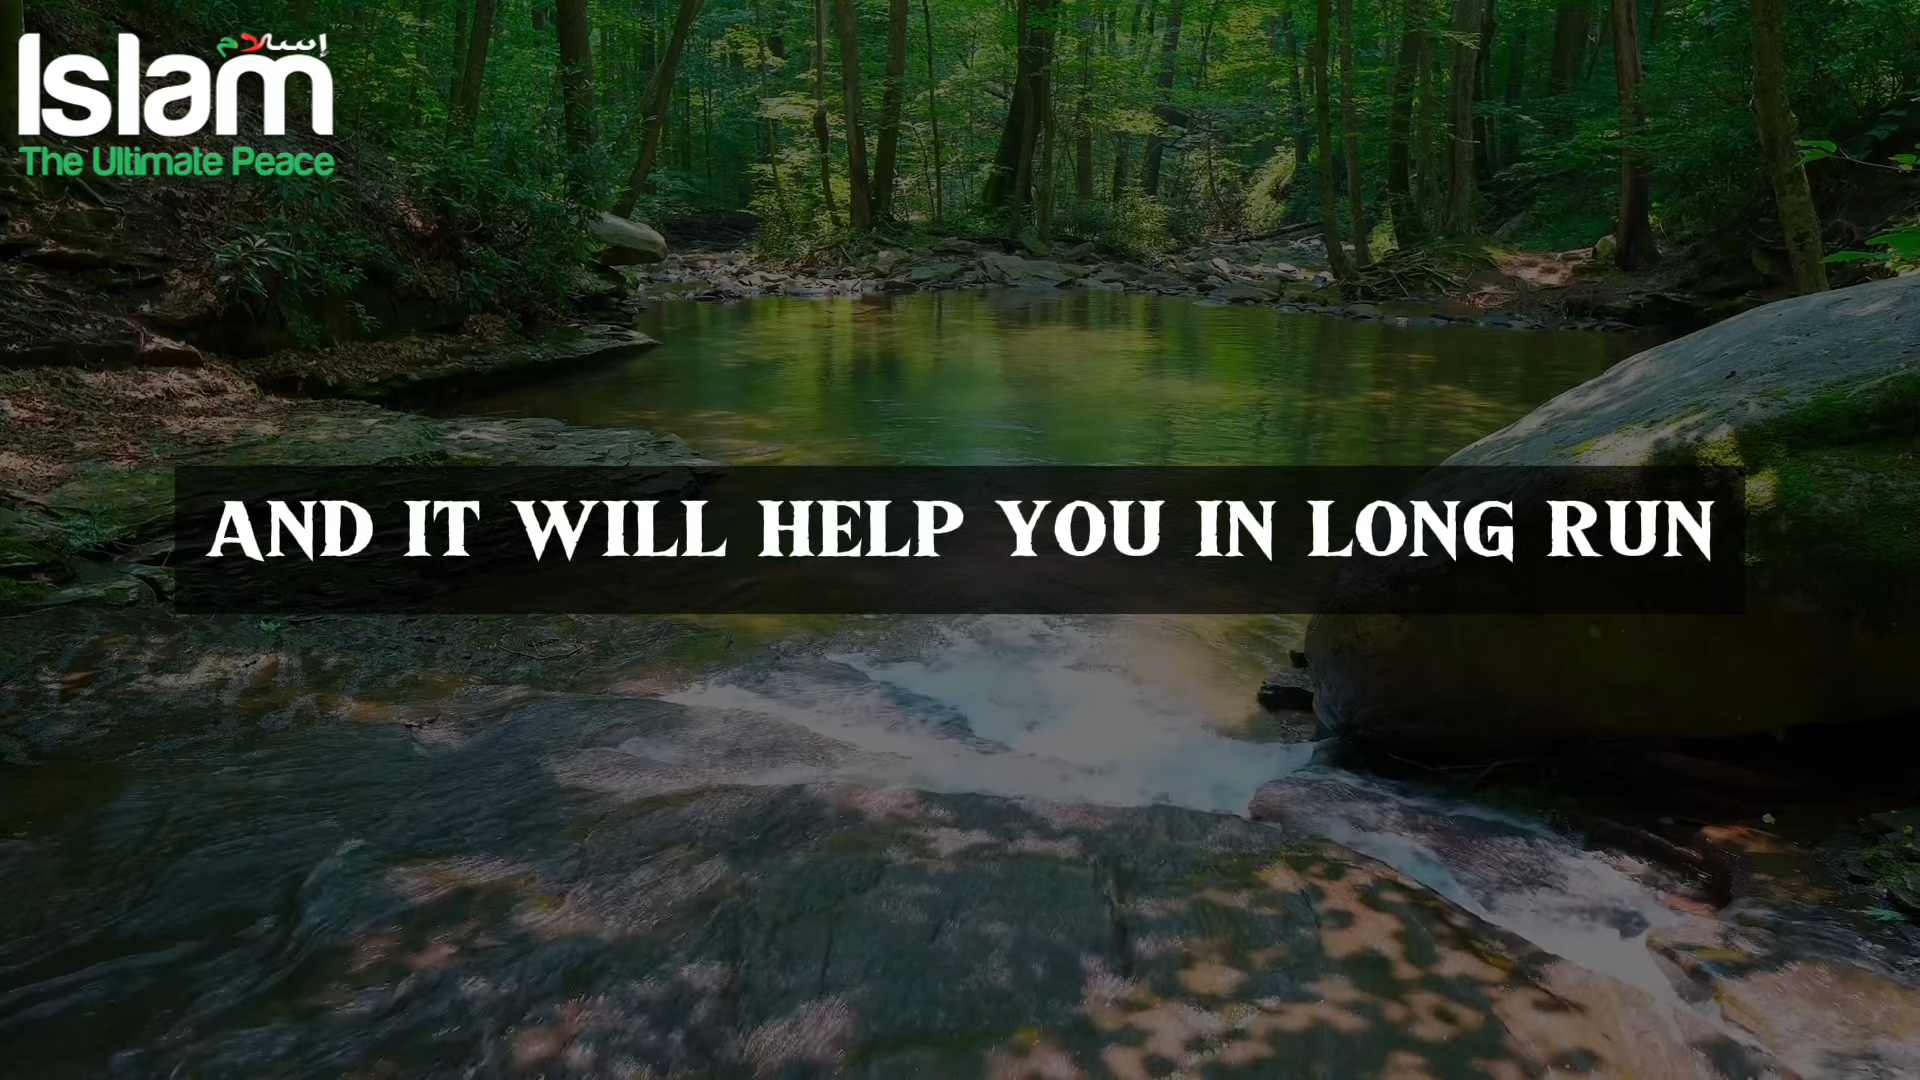 إسلام
Islam
The Ultimate Peace
AND IT WILL HELP YOU IN LONG RUN